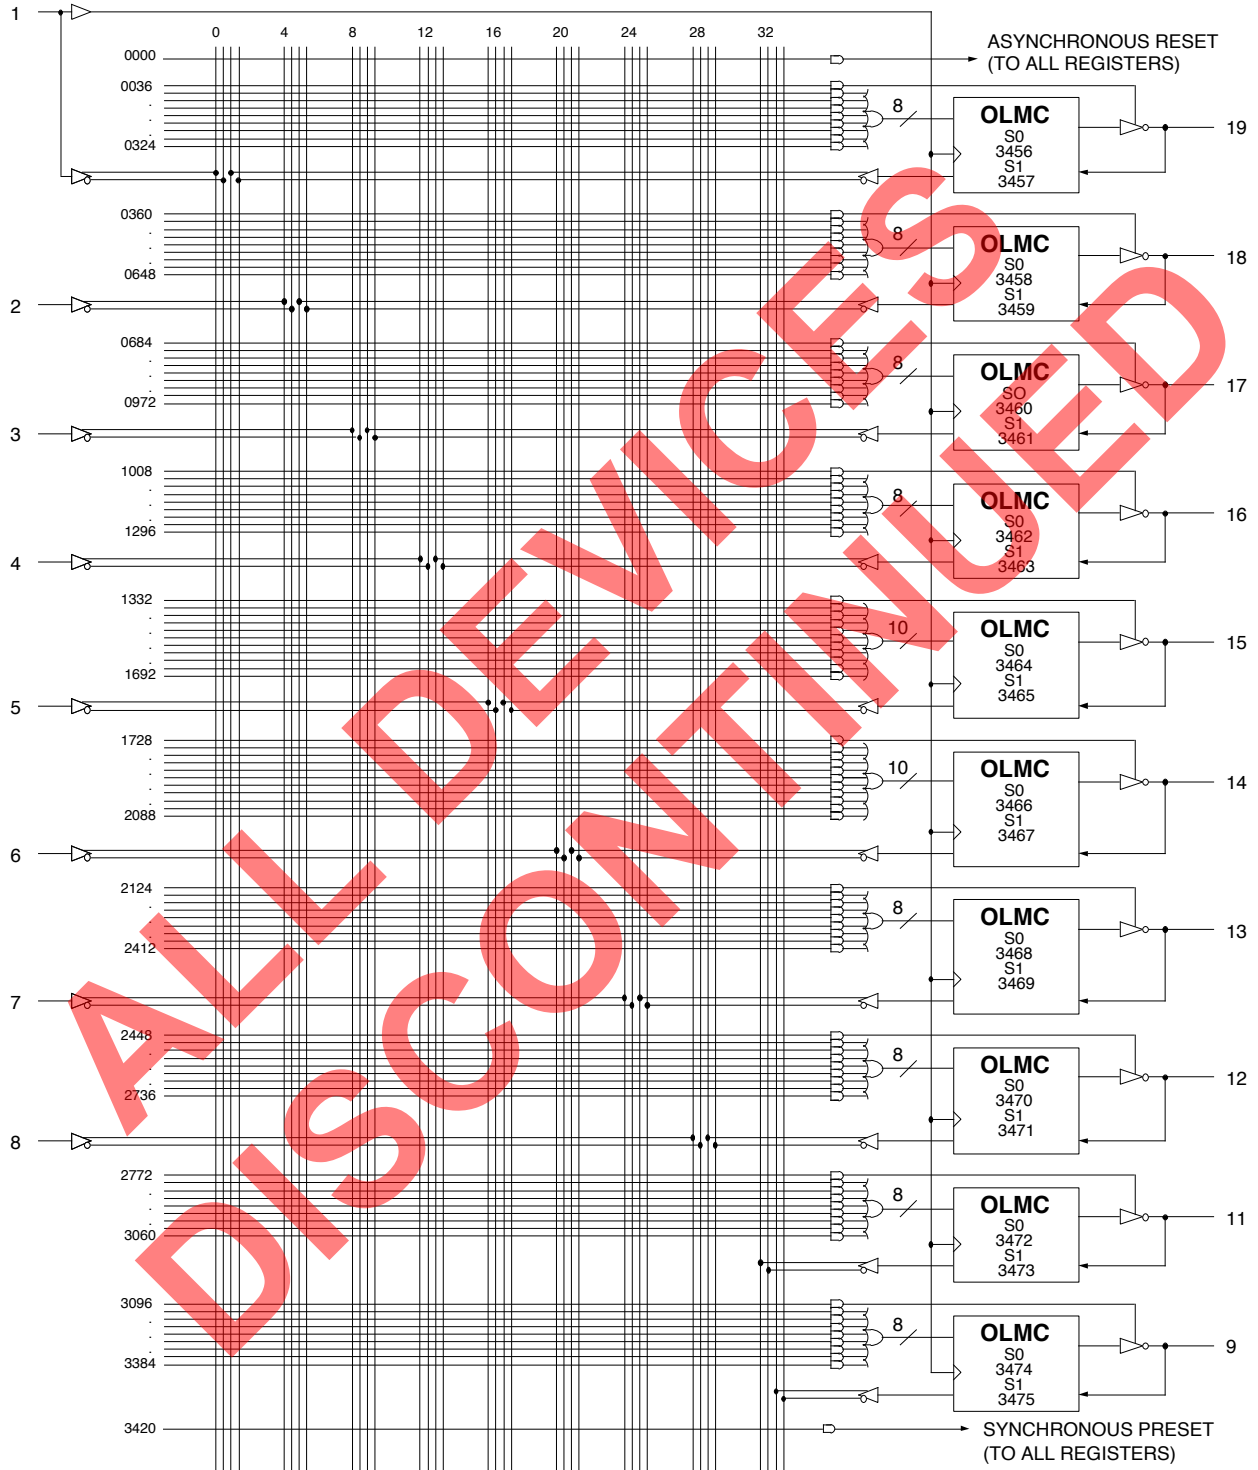 1
0 4 8 12 16 20 24 28 32
0000
ASYNCHRONOUS RESET
(TO ALL REGISTERS)
0036
.
.
.
.
0324
8
OLMC
S0
3456
S1
3457
19
0360
.
.
.
.
0648
8
OLMC
S0
3458
S1
3459
18
2
0684
.
.
.
.
0972
8
OLMC
SO
3460
S1
3461
17
3
1008
.
.
.
.
1296
8
OLMC
S0
3462
S1
3463
16
4
1332
.
.
.
.
1692
10
OLMC
S0
3464
S1
3465
15
5
1728
.
.
.
.
2088
10
OLMC
S0
3466
S1
3467
14
6
2124
.
.
.
.
2412
8
OLMC
S0
3468
S1
3469
13
7
2448
.
.
.
.
2736
8
OLMC
S0
3470
S1
3471
12
8
2772
.
.
.
.
3060
8
OLMC
S0
3472
S1
3473
11
3096
.
.
.
.
3384
8
OLMC
S0
3474
S1
3475
9
3420
SYNCHRONOUS PRESET
(TO ALL REGISTERS)
ALL DEVICES
DISCONTINUED